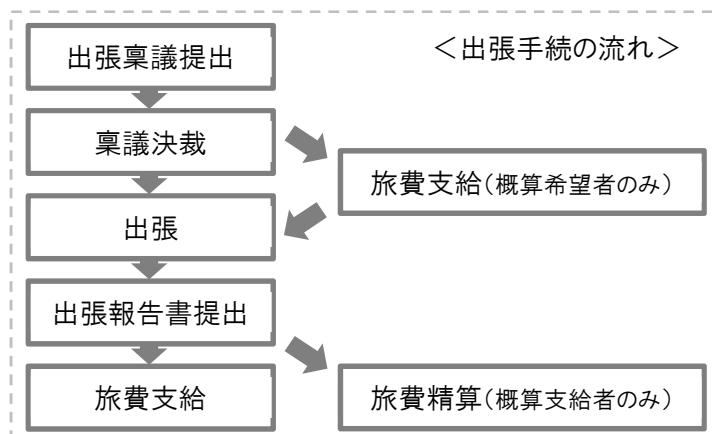 ＜出張手続の流れ＞
出張稟議提出
稟議決裁
旅費支給（概算希望者のみ）
出張
出張報告書提出
旅費支給
旅費精算（概算支給者のみ）